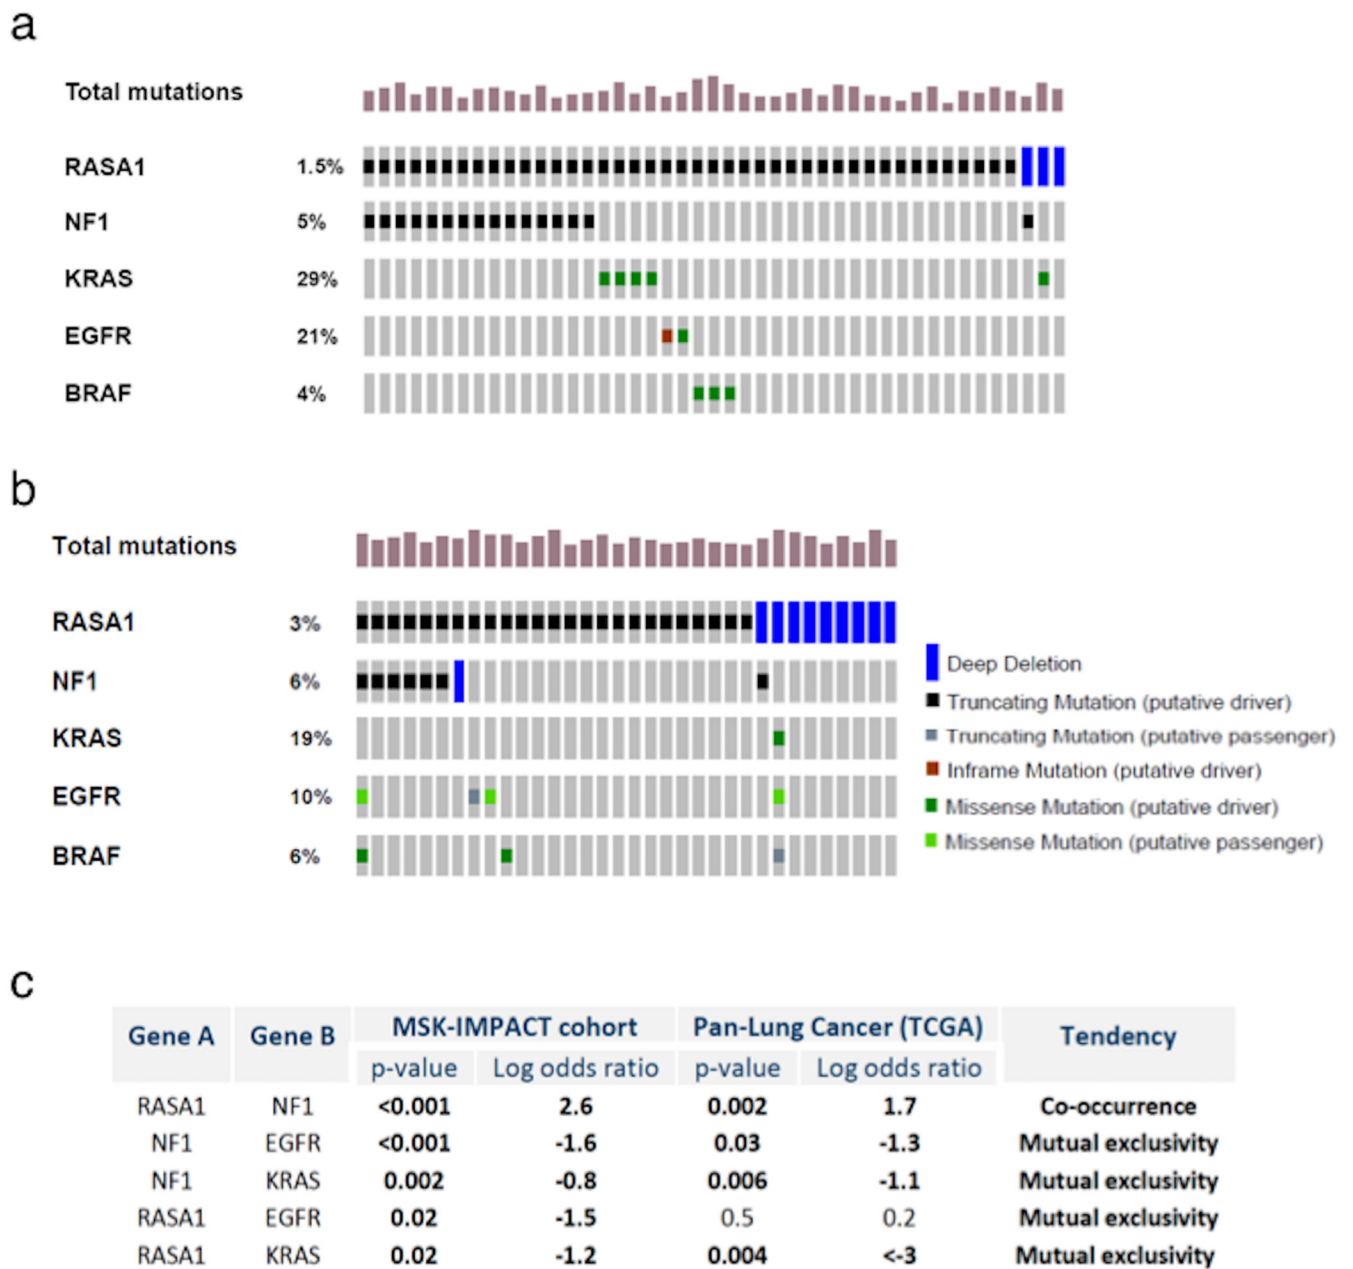 a
Total mutations
RASA1 1.5%
NF1 5%
KRAS 29%
EGFR 21%
BRAF 4%
b
Total mutations
RASA1 3%
NF1 6%
KRAS 19%
EGFR 10%
BRAF 6%
Deep Deletion
Truncating Mutation (putative driver)
Truncating Mutation (putative passenger)
Inframe Mutation (putative driver)
Missense Mutation (putative driver)
Missense Mutation (putative passenger)
c
Gene A Gene B MSK-IMPACT cohort Pan-Lung Cancer (TCGA) Tendency
p-value Log odds ratio p-value Log odds ratio
RASA1 NF1 <0.001 2.6 0.002 1.7 Co-occurrence
NF1 EGFR <0.001 -1.6 0.03 -1.3 Mutual exclusivity
NF1 KRAS 0.002 -0.8 0.006 -1.1 Mutual exclusivity
RASA1 EGFR 0.02 -1.5 0.5 0.2 Mutual exclusivity
RASA1 KRAS 0.02 -1.2 0.004 <-3 Mutual exclusivity